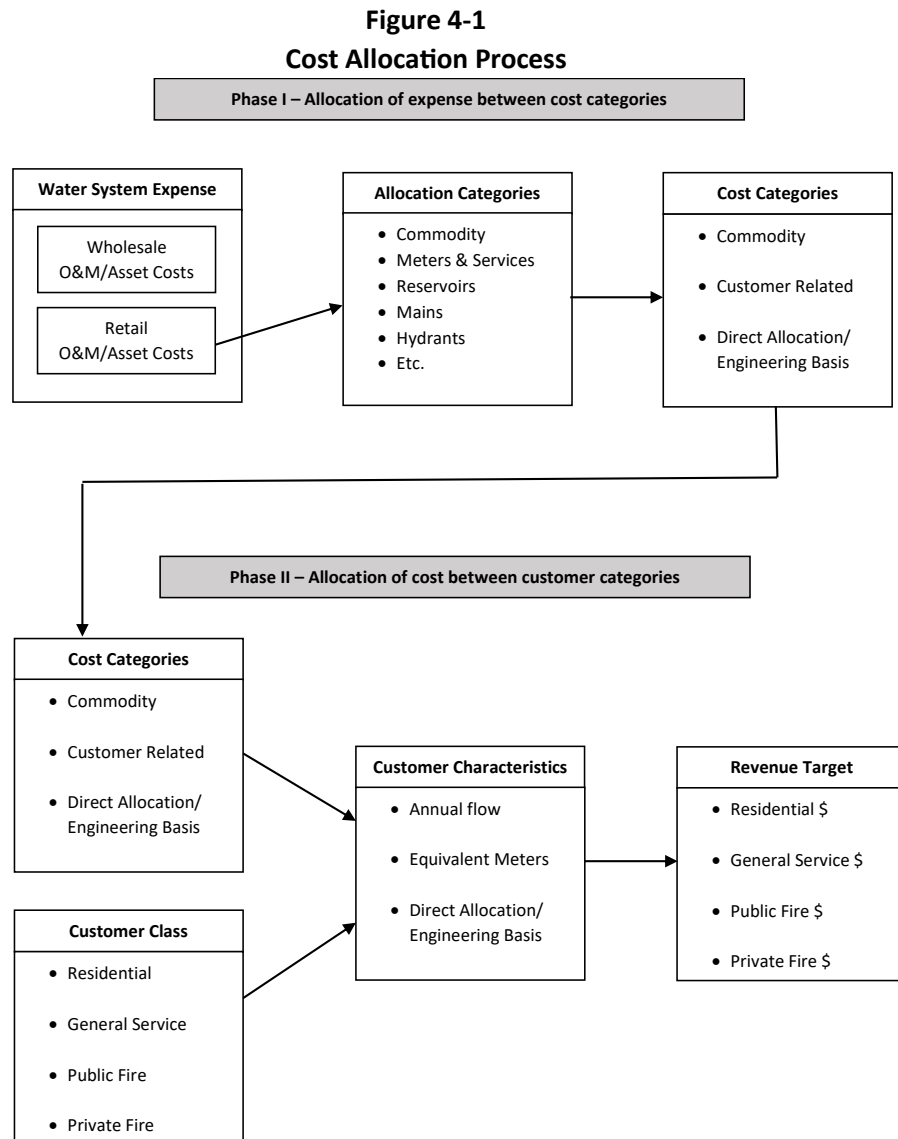 Figure 4-1
Cost Allocation Process
Phase I – Allocation of expense between cost categories
Water System Expense
Wholesale
O&M/Asset Costs
Retail
O&M/Asset Costs
Allocation Categories
• Commodity
• Meters & Services
• Reservoirs
• Mains
• Hydrants
• Etc.
Cost Categories
• Commodity
• Customer Related
• Direct Allocation/
Engineering Basis
Phase II – Allocation of cost between customer categories
Cost Categories
• Commodity
• Customer Related
• Direct Allocation/
Engineering Basis
Customer Class
• Residential
• General Service
• Public Fire
• Private Fire
Customer Characteristics
• Annual flow
• Equivalent Meters
• Direct Allocation/
Engineering Basis
Revenue Target
• Residential $
• General Service $
• Public Fire $
• Private Fire $